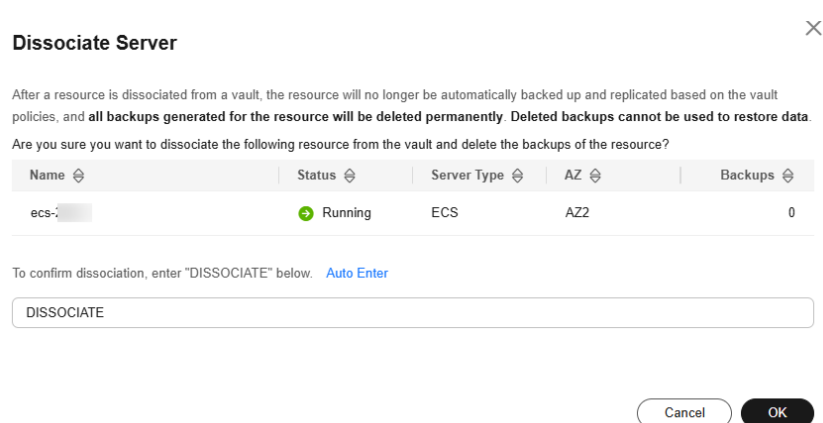 Dissociate Server
After a resource is dissociated from a vault, the resource will no longer be automatically backed up and replicated based on the vault
policies, and all backups generated for the resource will be deleted permanently. Deleted backups cannot be used to restore data.
Are you sure you want to dissociate the following resource from the vault and delete the backups of the resource?
Name Status Server Type AZ Backups
ecs- Running ECS AZ2 0
To confirm dissociation, enter "DISSOCIATE" below. Auto Enter
DISSOCIATE
Cancel OK